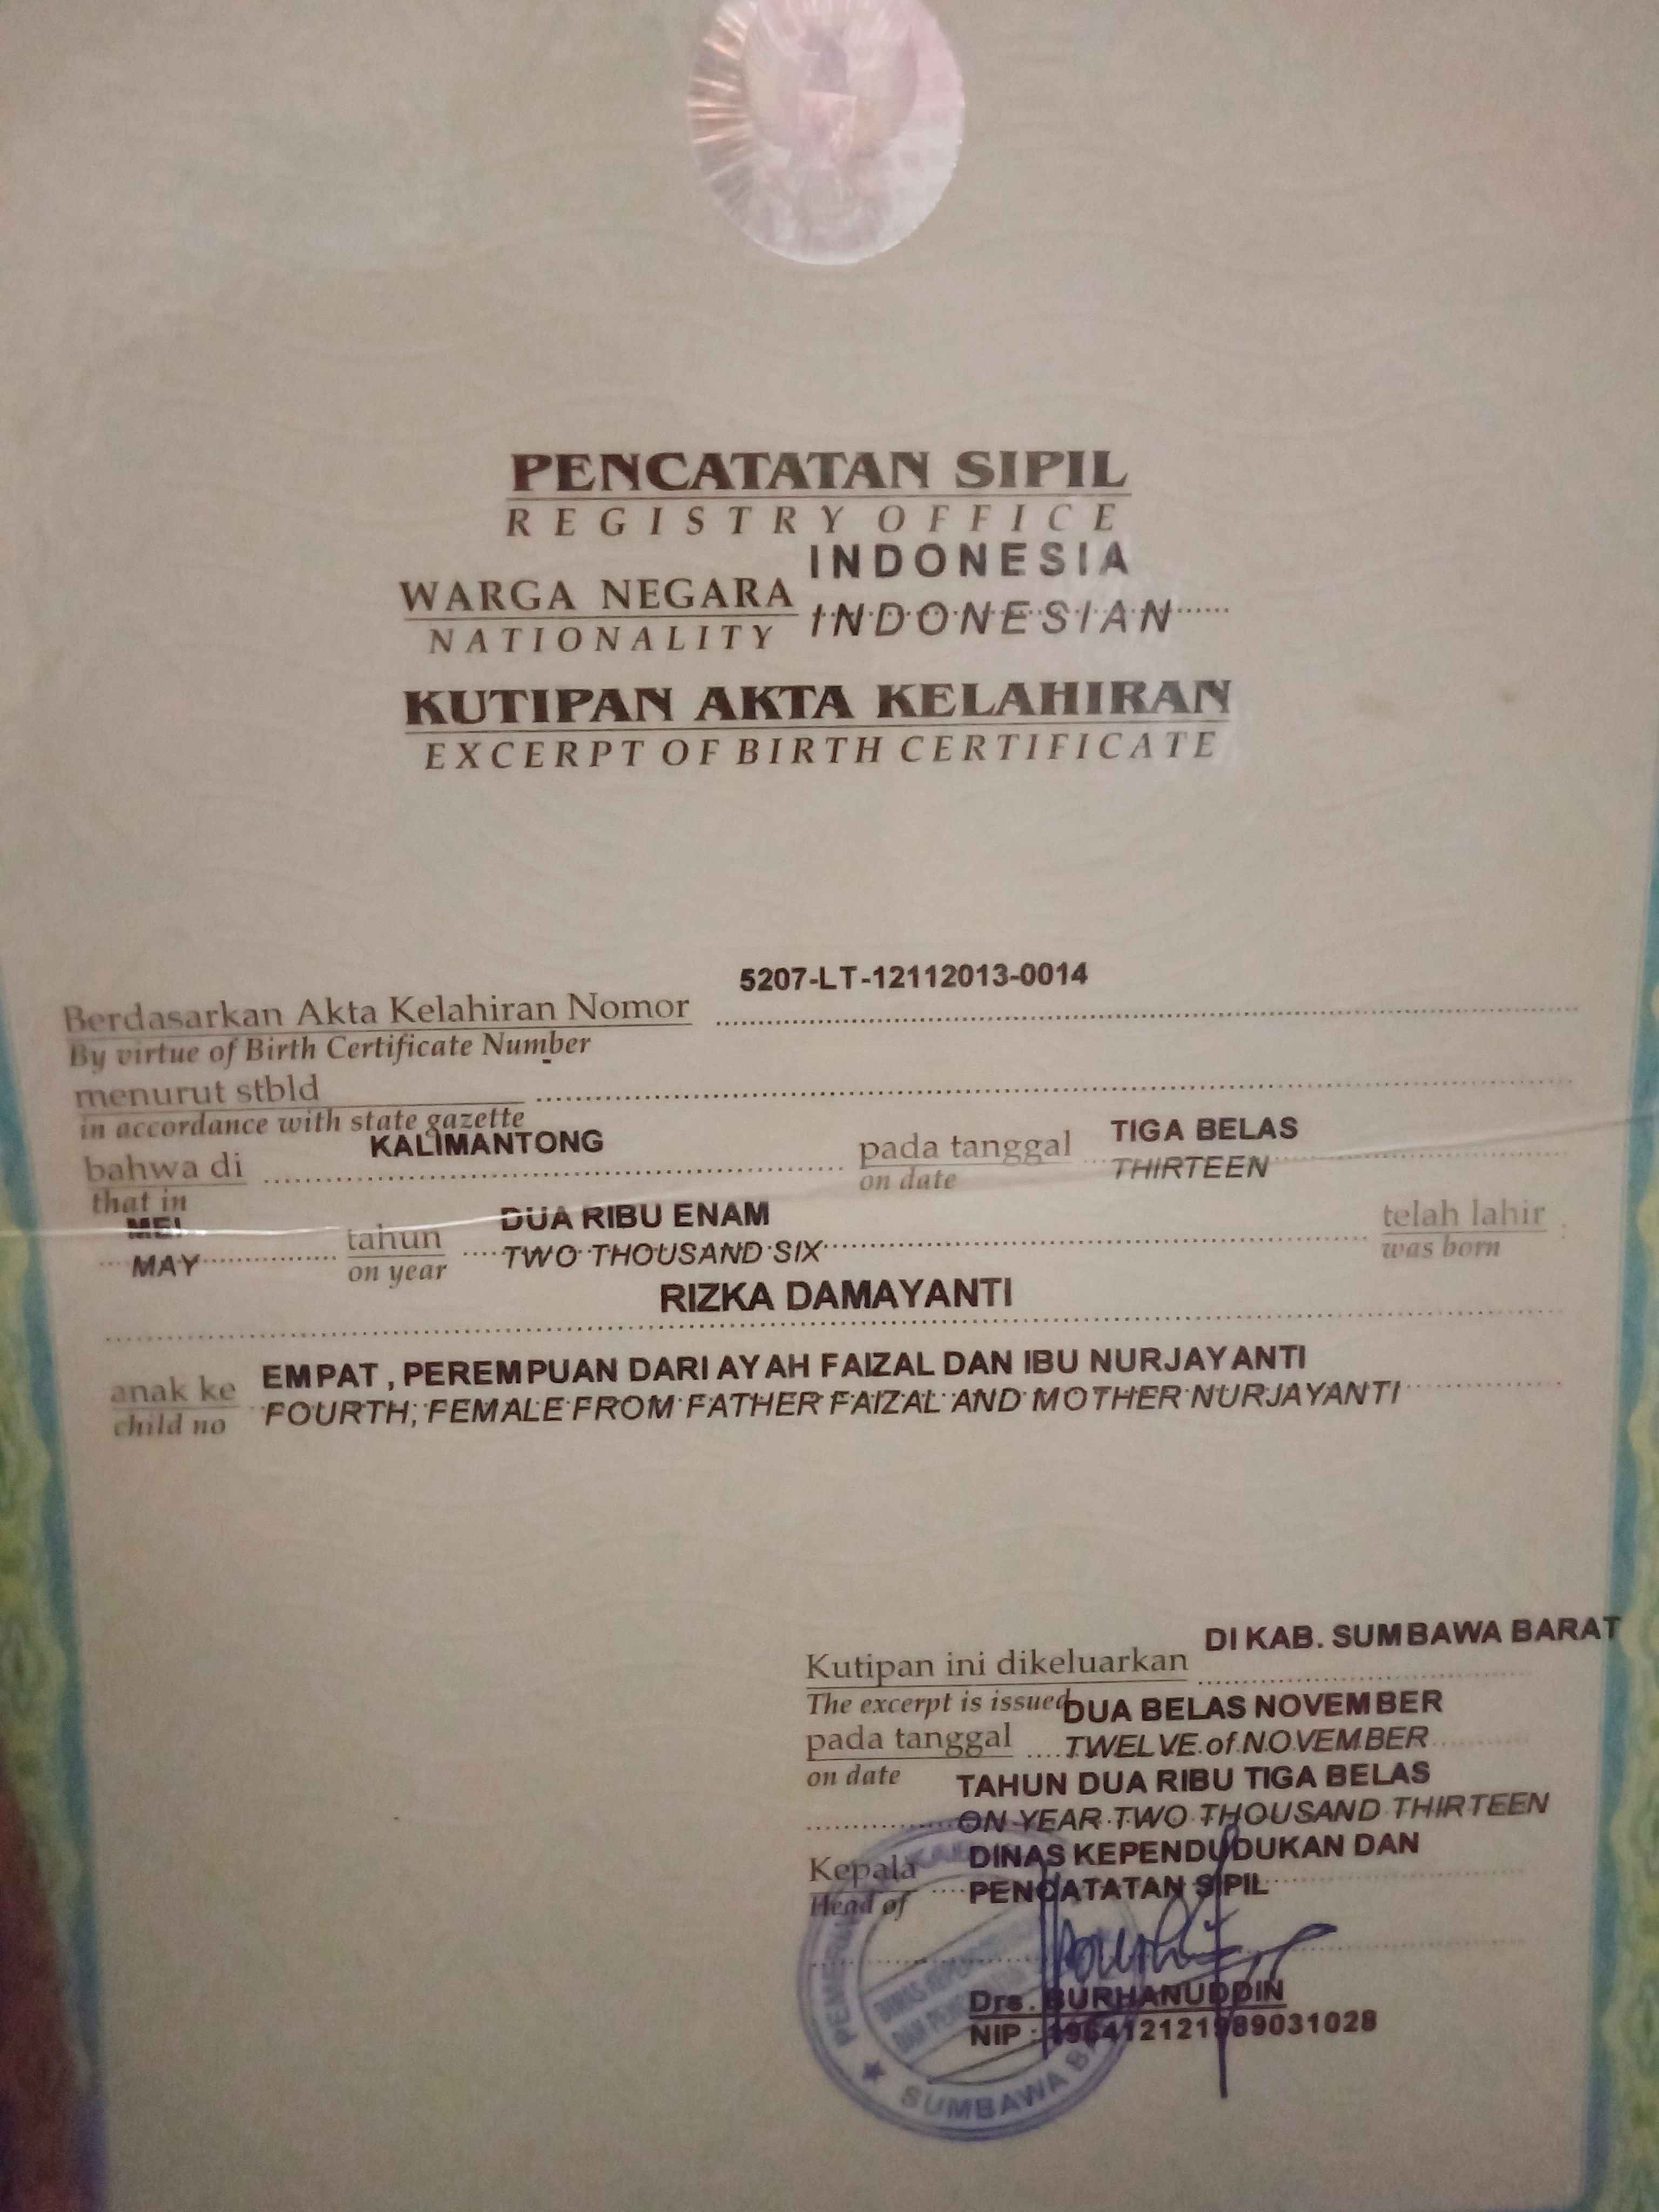 PENCATATAN SIPIL
REGISTRY OFFICE
INDONESIA
WARGA NEGARA
INDONESIAN
NATIONALITY
KUTIPAN AKTA KELAHIRAN
EXCERPT OF BIRTH CERTIFICATE
5207-LT-12112013-0014
Berdasarkan Akta Kelahiran Nomor
By virtue of Birth Certificate Number
-
menurut stbld
in accordance with state gazette
KALIMANTONG
bahwa di
that in
pada tanggal
on date
TIGA BELAS
THIRTEEN
MEI
MAY
tahun
on year
DUA RIBU ENAM
TWO THOUSAND SIX
telah lahir
was born
RIZKA DAMAYANTI
anak ke
child no
EMPAT , PEREMPUAN DARI AYAH FAIZAL DAN IBU NURJAYANTI
FOURTH, FEMALE FROM FATHER FAIZAL AND MOTHER NURJAYANTI
Kutipan ini dikeluarkan DI KAB. SUMBAWA BARAT
The excerpt is issued
DUA BELAS NOVEMBER
pada tanggal
TWELVE of NOVEMBER
on date
TAHUN DUA RIBU TIGA BELAS
ON YEAR TWO THOUSAND THIRTEEN
Kepala
Head of
DINAS KEPENDUDUKAN DAN
PENCATATAN SIPIL
Drs. BURHANUDDIN
NIP :
SUMBAWA